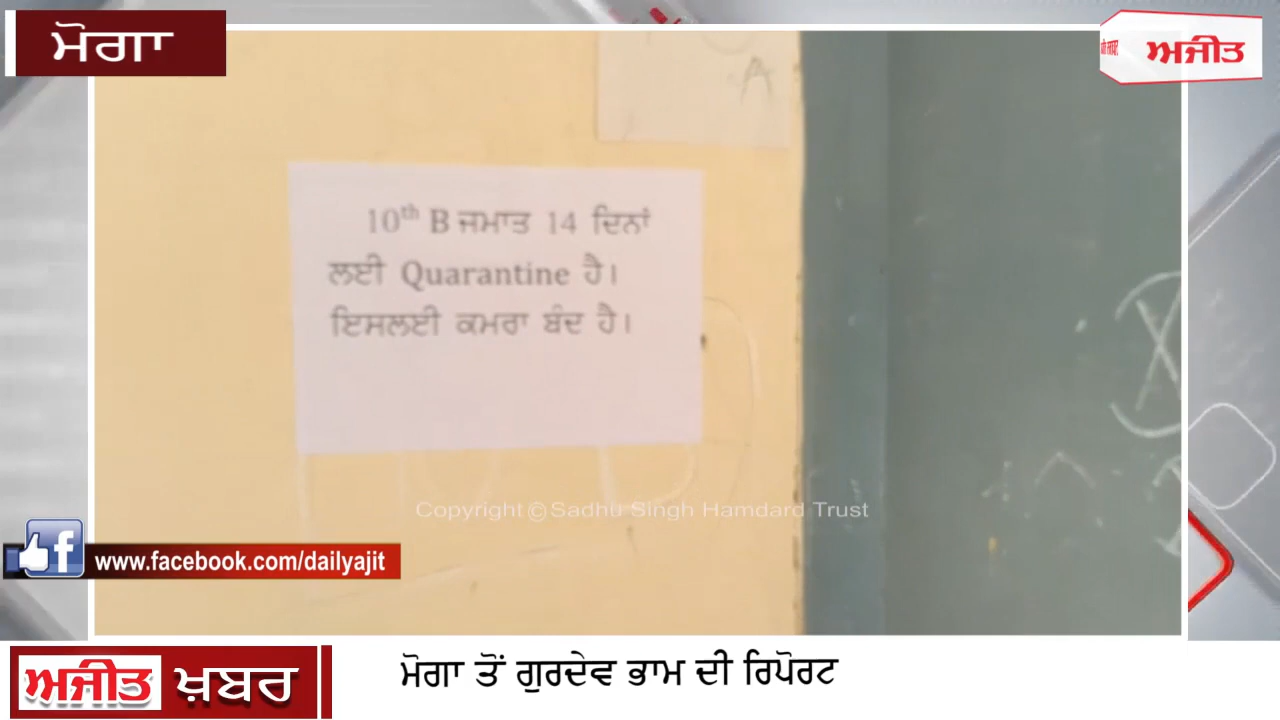 ਮੋਗਾ
ਅਜੀਤ
A
10th B ਜਮਾਤ 14 ਦਿਨਾਂ
ਲਈ Quarantine ਹੈ।
ਇਸਲਈ ਕਮਰਾ ਬੰਦ ਹੈ।
Copyright © Sadhu Singh Hamdard Trust
www.facebook.com/dailyajit
ਅਜੀਤ ਖ਼ਬਰ
ਮੋਗਾ ਤੋਂ ਗੁਰਦੇਵ ਭਾਮ ਦੀ ਰਿਪੋਰਟ